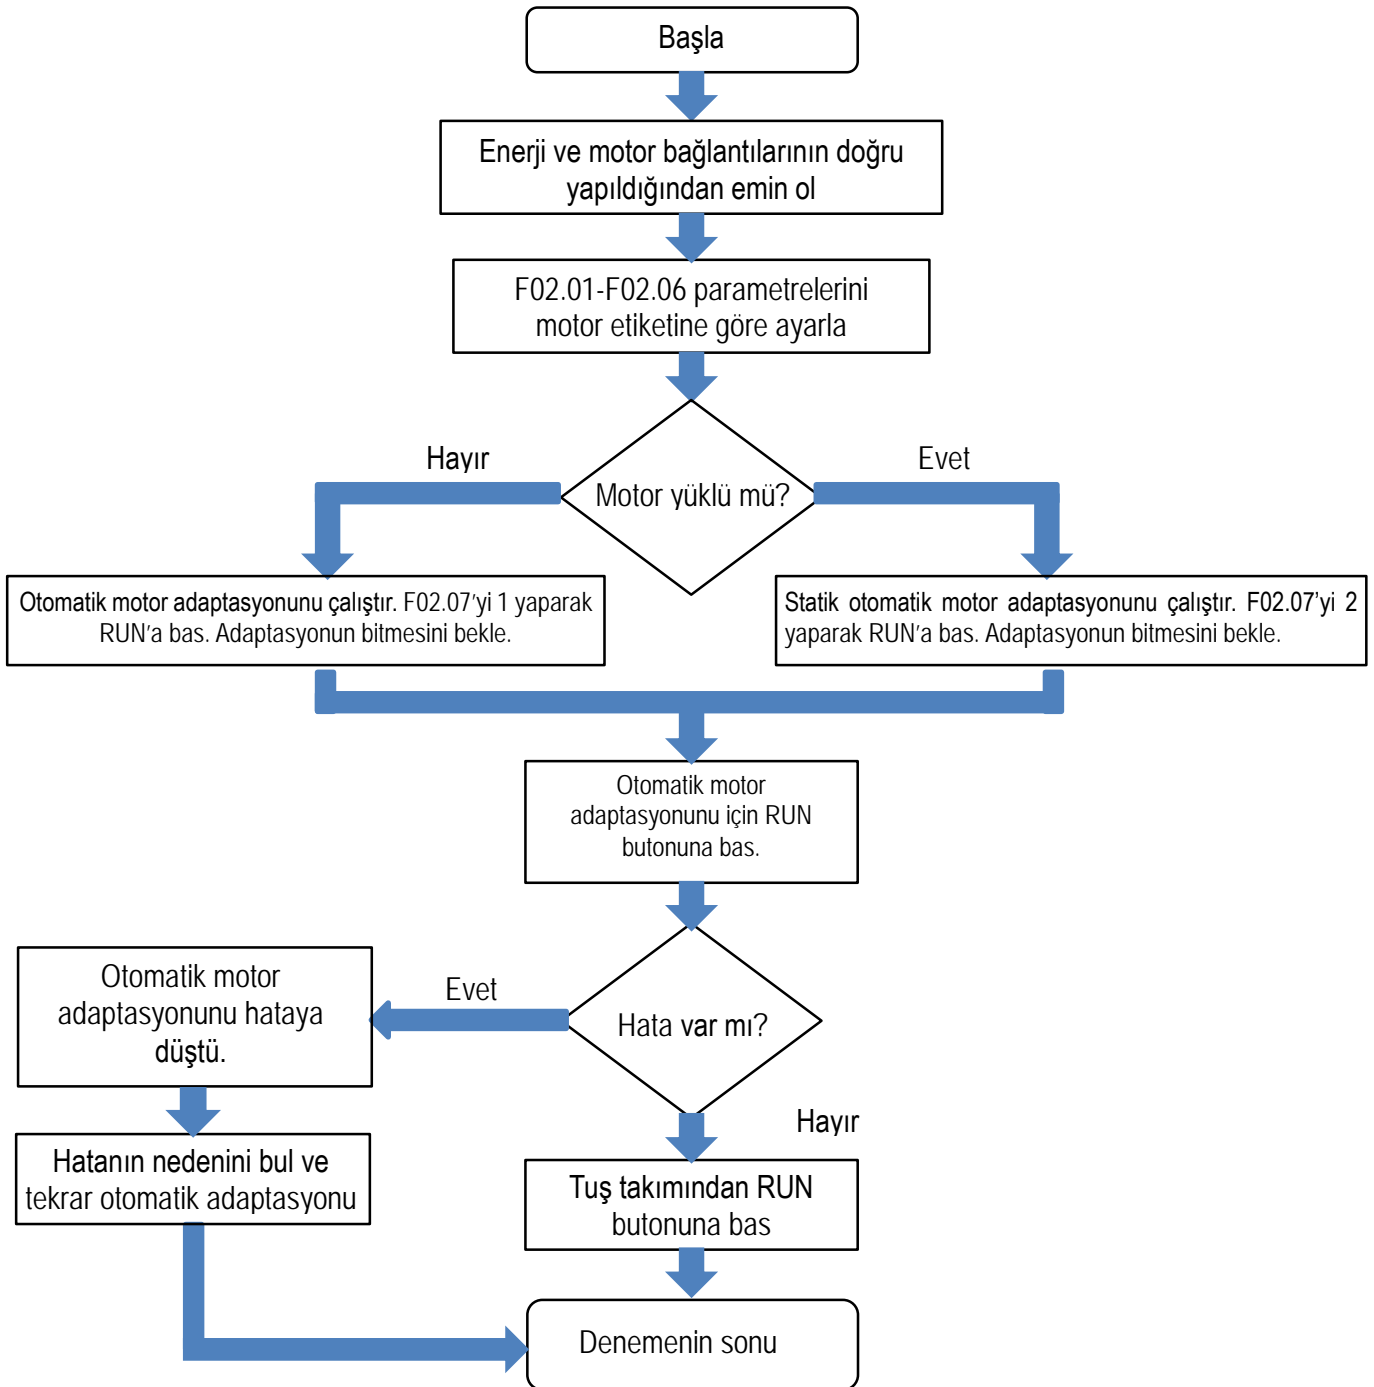 Başla
Enerji ve motor bağlantılarının doğru
yapıldığından emin ol
F02.01-F02.06 parametrelerini
motor etiketine göre ayarla
Hayır
Evet
Motor yüklü mü?
Otomatik motor adaptasyonunu çalıştır. F02.07’yi 1 yaparak
RUN’a bas. Adaptasyonun bitmesini bekle.
Statik otomatik motor adaptasyonunu çalıştır. F02.07’yi 2
yaparak RUN’a bas. Adaptasyonun bitmesini bekle.
Otomatik motor
adaptasyonunu için RUN
butonuna bas.
Otomatik motor
adaptasyonunu hataya
düştü.
Evet
Hata var mı?
Hayır
Hatanın nedenini bul ve
tekrar otomatik adaptasyonu
Tuş takımından RUN
butonuna bas
Denemenin sonu